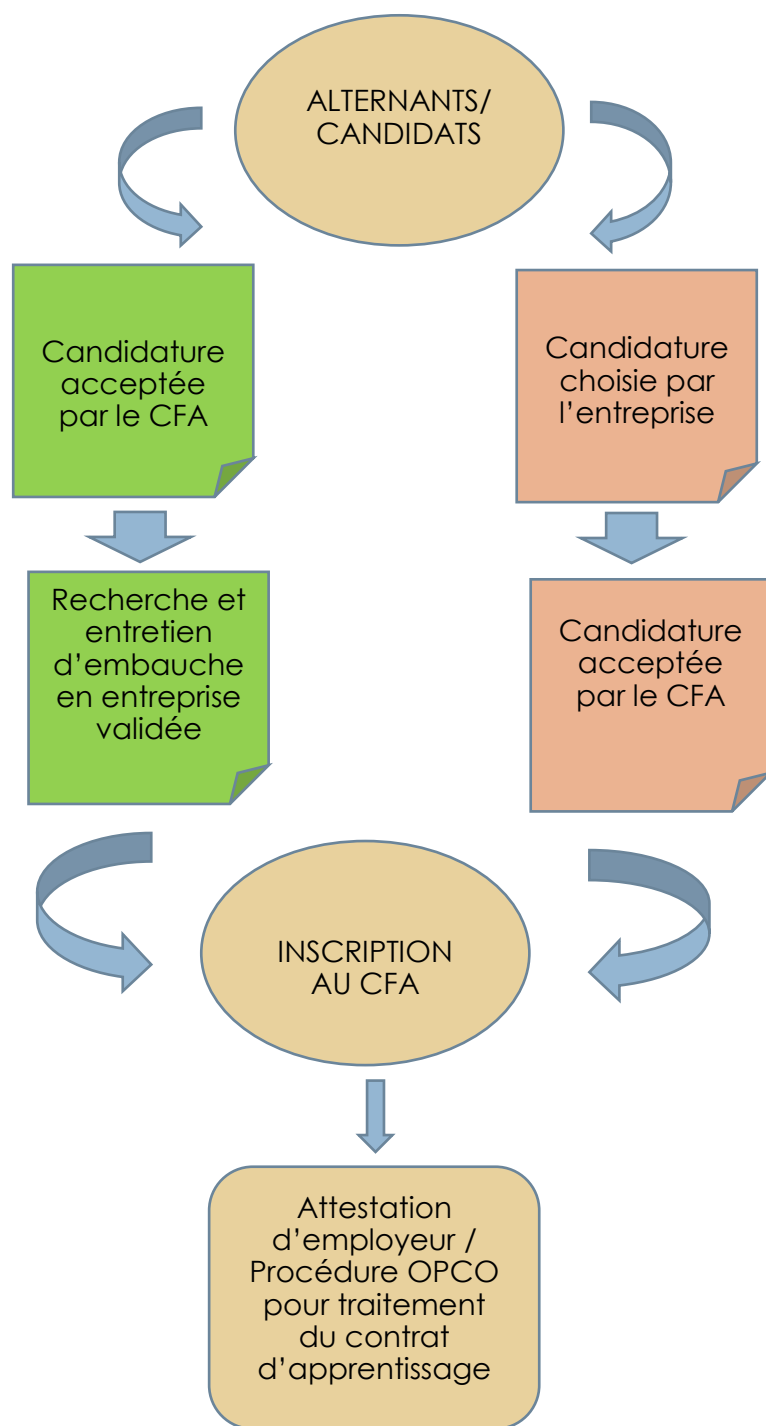 ALTERNANTS/
CANDIDATS
Candidature
acceptée
par le CFA
Candidature
choisie par
l’entreprise
Recherche et
entretien
d’embauche
en entreprise
validée
Candidature
acceptée
par le CFA
INSCRIPTION
AU CFA
Attestation
d’employeur /
Procédure OPCO
pour traitement
du contrat
d’apprentissage